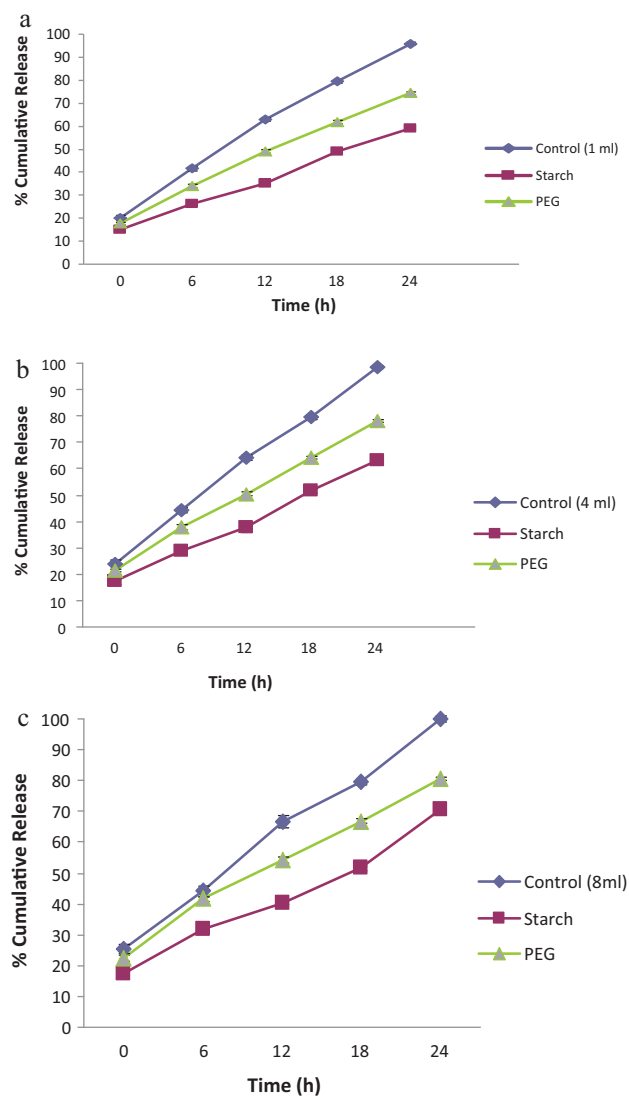 a
% Cumulative Release
100
90
80
70
60
50
40
30
20
10
0
0 6 12 18 24
Time (h)
Control (1 ml)
Starch
PEG
b
% Cumulative Release
100
90
80
70
60
50
40
30
20
10
0
0 6 12 18 24
Time (h)
Control (4 ml)
Starch
PEG
c
% Cumulative Release
100
90
80
70
60
50
40
30
20
10
0
0 6 12 18 24
Time (h)
Control (8ml)
Starch
PEG